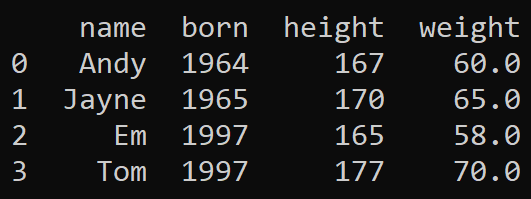 name born height weight
0 Andy 1964 167 60.0
1 Jayne 1965 170 65.0
2 Em 1997 165 58.0
3 Tom 1997 177 70.0